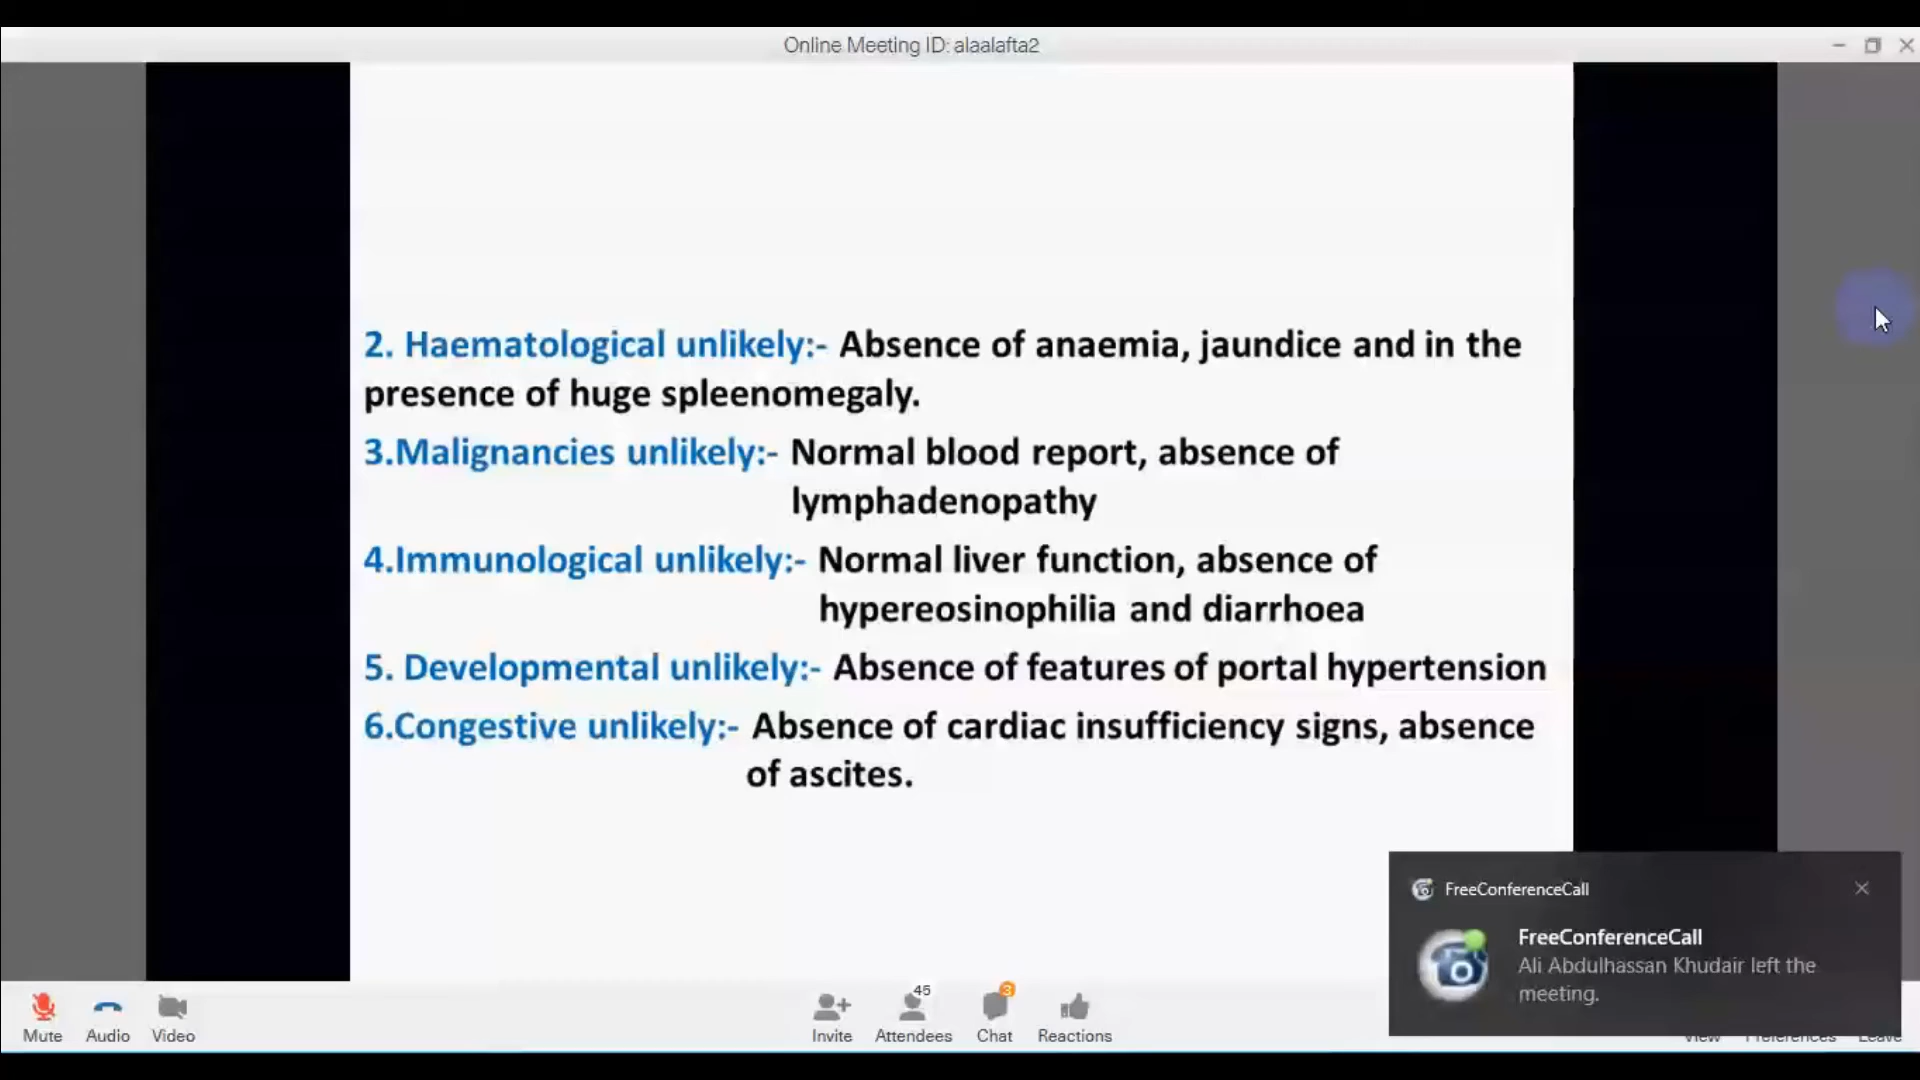 Online Meeting ID: alaalafta2
2. Haematological unlikely:- Absence of anaemia, jaundice and in the
presence of huge spleenomegaly.
3.Malignancies unlikely:- Normal blood report, absence of
lymphadenopathy
4.Immunological unlikely:- Normal liver function, absence of
hypereosinophilia and diarrhoea
5. Developmental unlikely:- Absence of features of portal hypertension
6.Congestive unlikely:- Absence of cardiac insufficiency signs, absence
of ascites.
FreeConferenceCall
FreeConferenceCall
Ali Abdulhassan Khudair left the
meeting.
45
3
Mute Audio Video Invite Attendees Chat Reactions View Preferences Leave